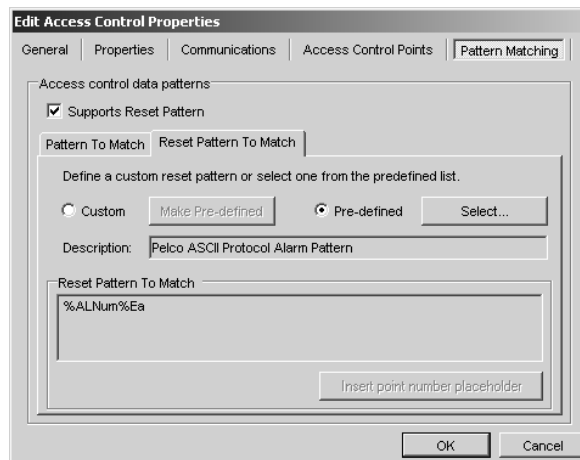 Edit Access Control Properties
General Properties Communications Access Control Points Pattern Matching
Access control data patterns
Supports Reset Pattern
Pattern To Match Reset Pattern To Match
Define a custom reset pattern or select one from the predefined list.
Custom Make Pre-defined Pre-defined Select...
Description: Pelco ASCII Protocol Alarm Pattern
Reset Pattern To Match
%ALNum%Ea
Insert point number placeholder
OK Cancel